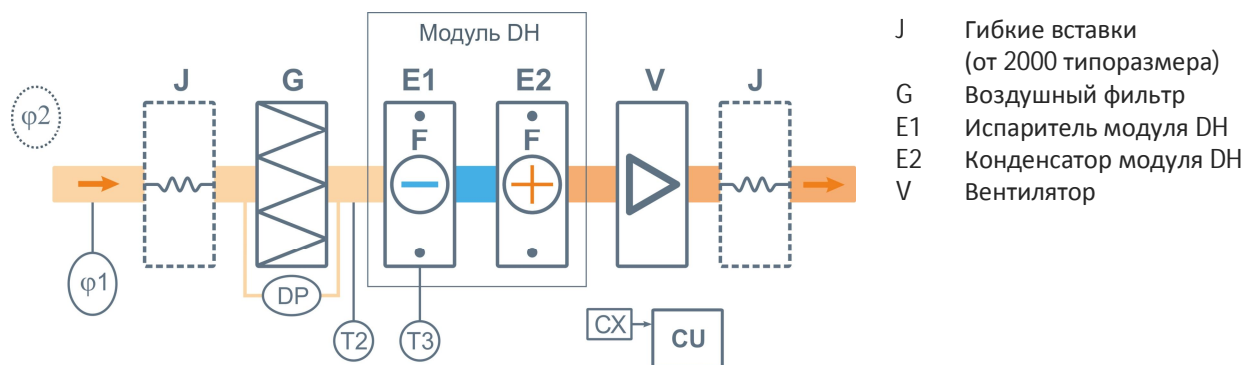 Модуль DH
J
G
E1
E2
V
J
φ2
F
F
φ1
DP
T2
T3
CX
CU
J Гибкие вставки
(от 2000 типоразмера)
G Воздушный фильтр
E1 Испаритель модуля DH
E2 Конденсатор модуля DH
V Вентилятор